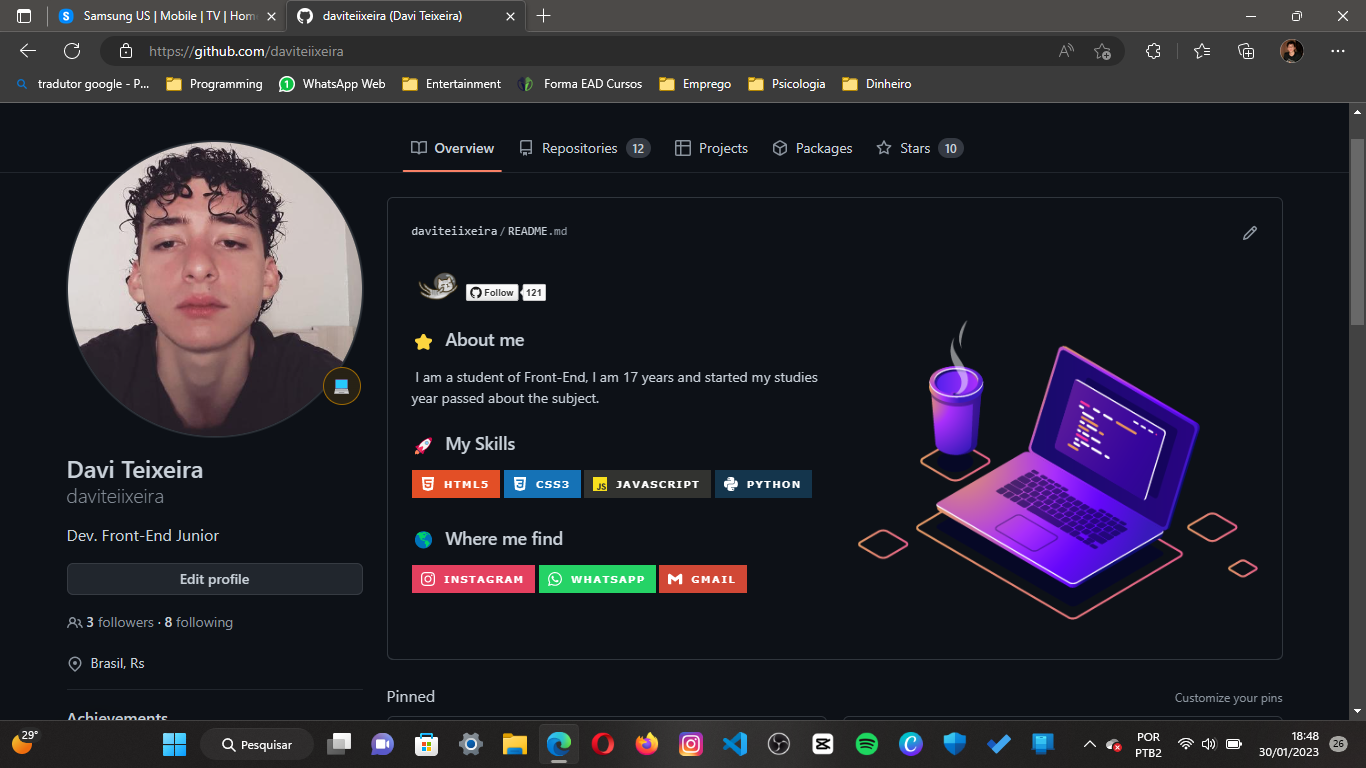 Samsung US | Mobile | TV | Hom
daviteiixeira (Davi Teixeira)
https://github.com/daviteiixeira
tradutor google - P...
Programming
WhatsApp Web
Entertainment
Forma EAD Cursos
Emprego
Psicologia
Dinheiro
Overview
Repositories 12
Projects
Packages
Stars 10
daviteiixeira/README.md
Follow 121
About me
I am a student of Front-End, I am 17 years and started my studies
year passed about the subject.
My Skills
HTML5 CSS3 JAVASCRIPT PYTHON
Where me find
INSTAGRAM WHATSAPP GMAIL
Davi Teixeira
daviteiixeira
Dev. Front-End Junior
Edit profile
3 followers · 8 following
Brasil, Rs
Achievements
Pinned
Customize your pins
29°
Pesquisar
POR
PTB2
18:48
30/01/2023
26